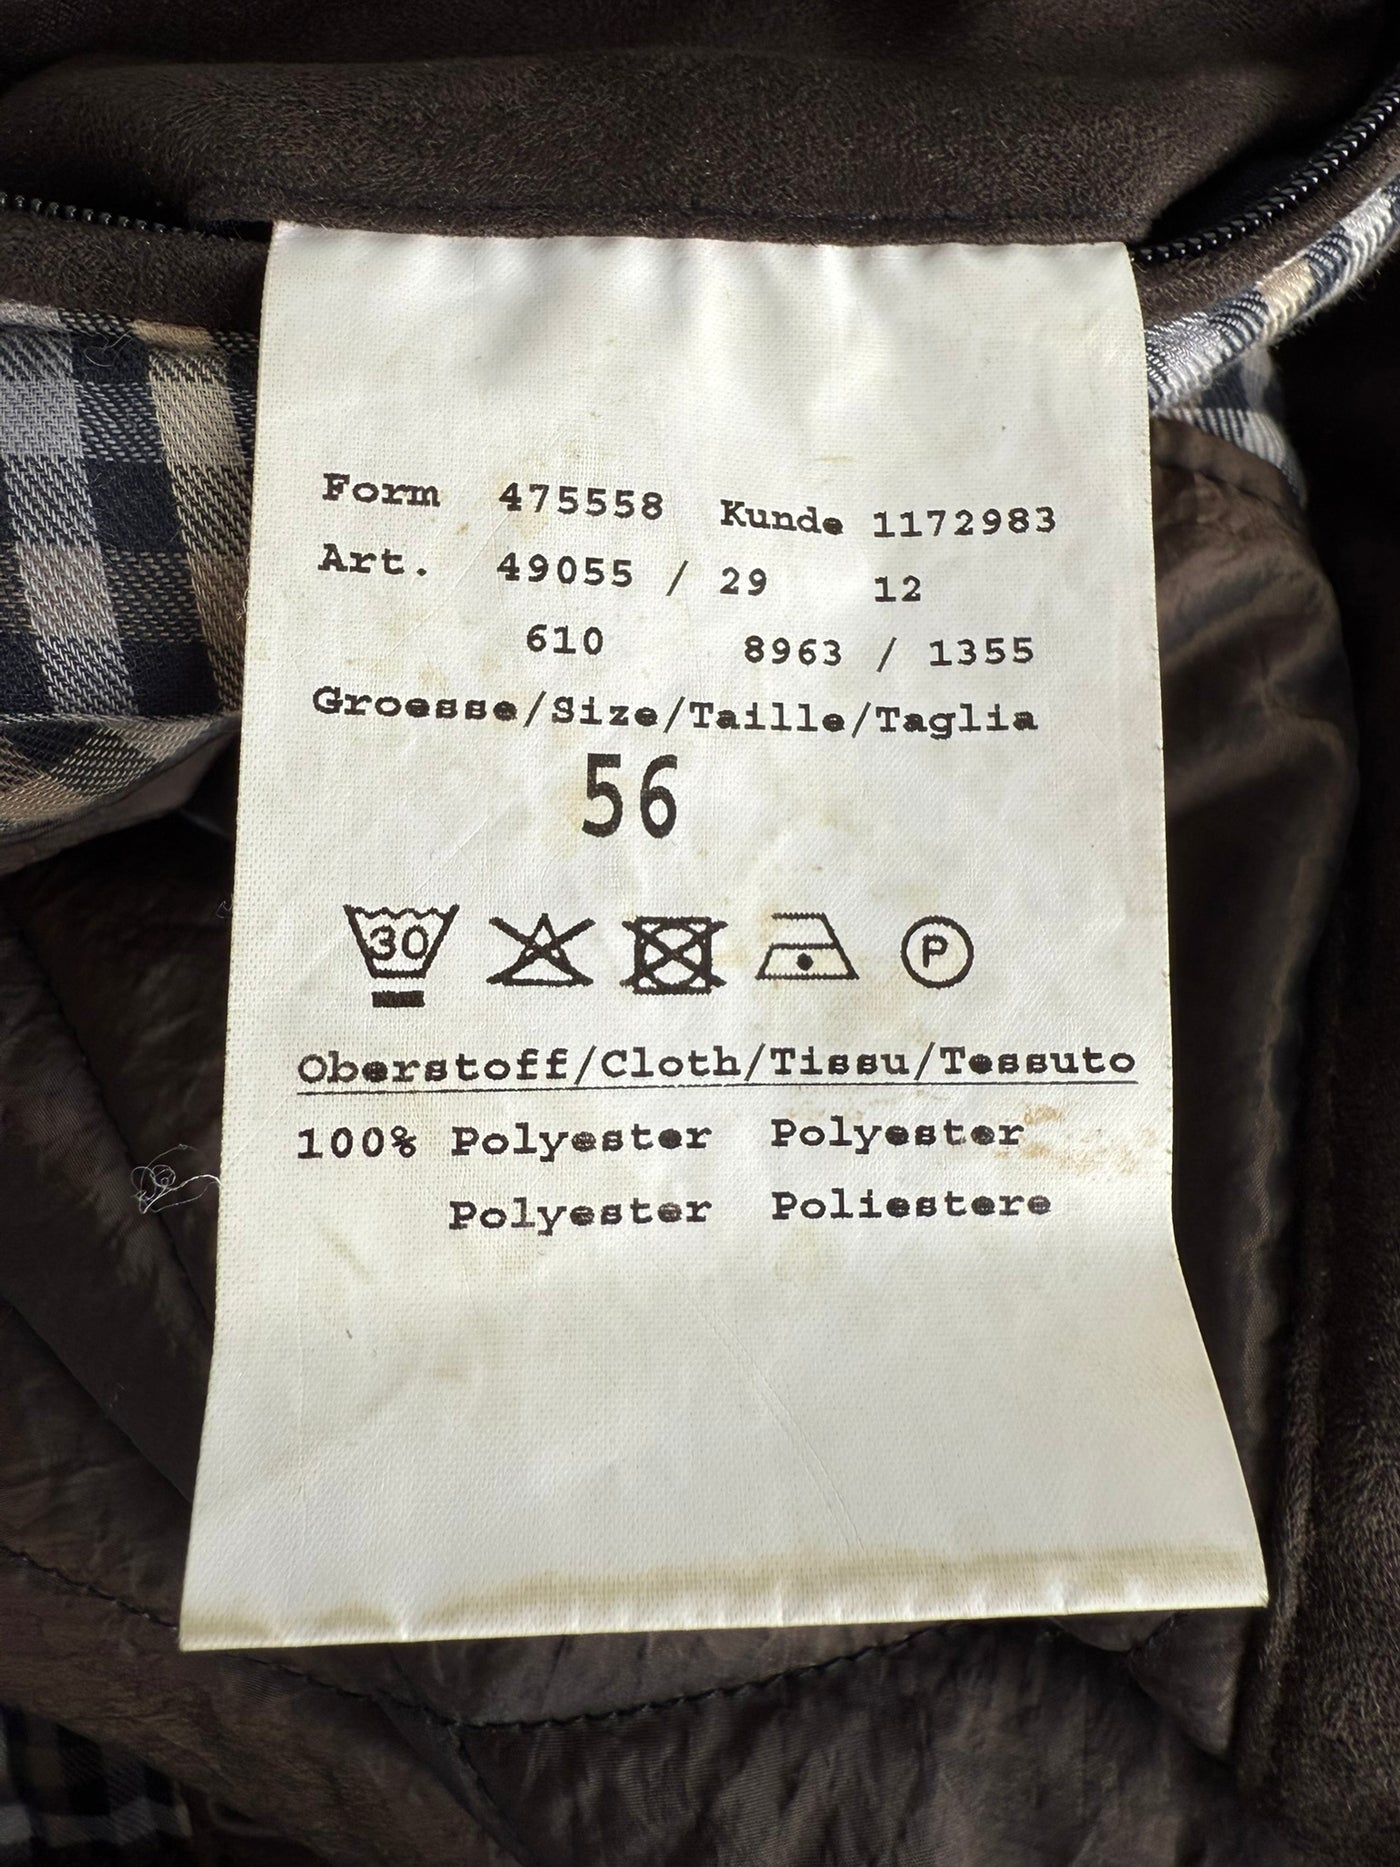 Form 475558 Kunde 1172983
Art. 49055 / 29 12
610 8963 / 1355
Groesse/Size/Taille/Taglia
56
30 P
Oberstoff/Cloth/Tissu/Tessuto
100% Polyester Polyester
Polyester Poliestere